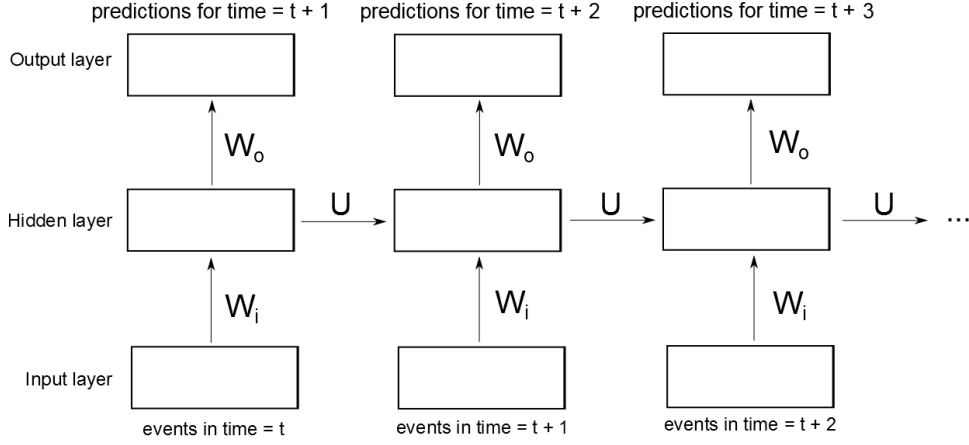 predictions for time = t + 1
predictions for time = t + 2
predictions for time = t + 3
Output layer
Wo
Wo
Wo
Hidden layer
U
U
U
...
Wi
Wi
Wi
Input layer
events in time = t
events in time = t + 1
events in time = t + 2